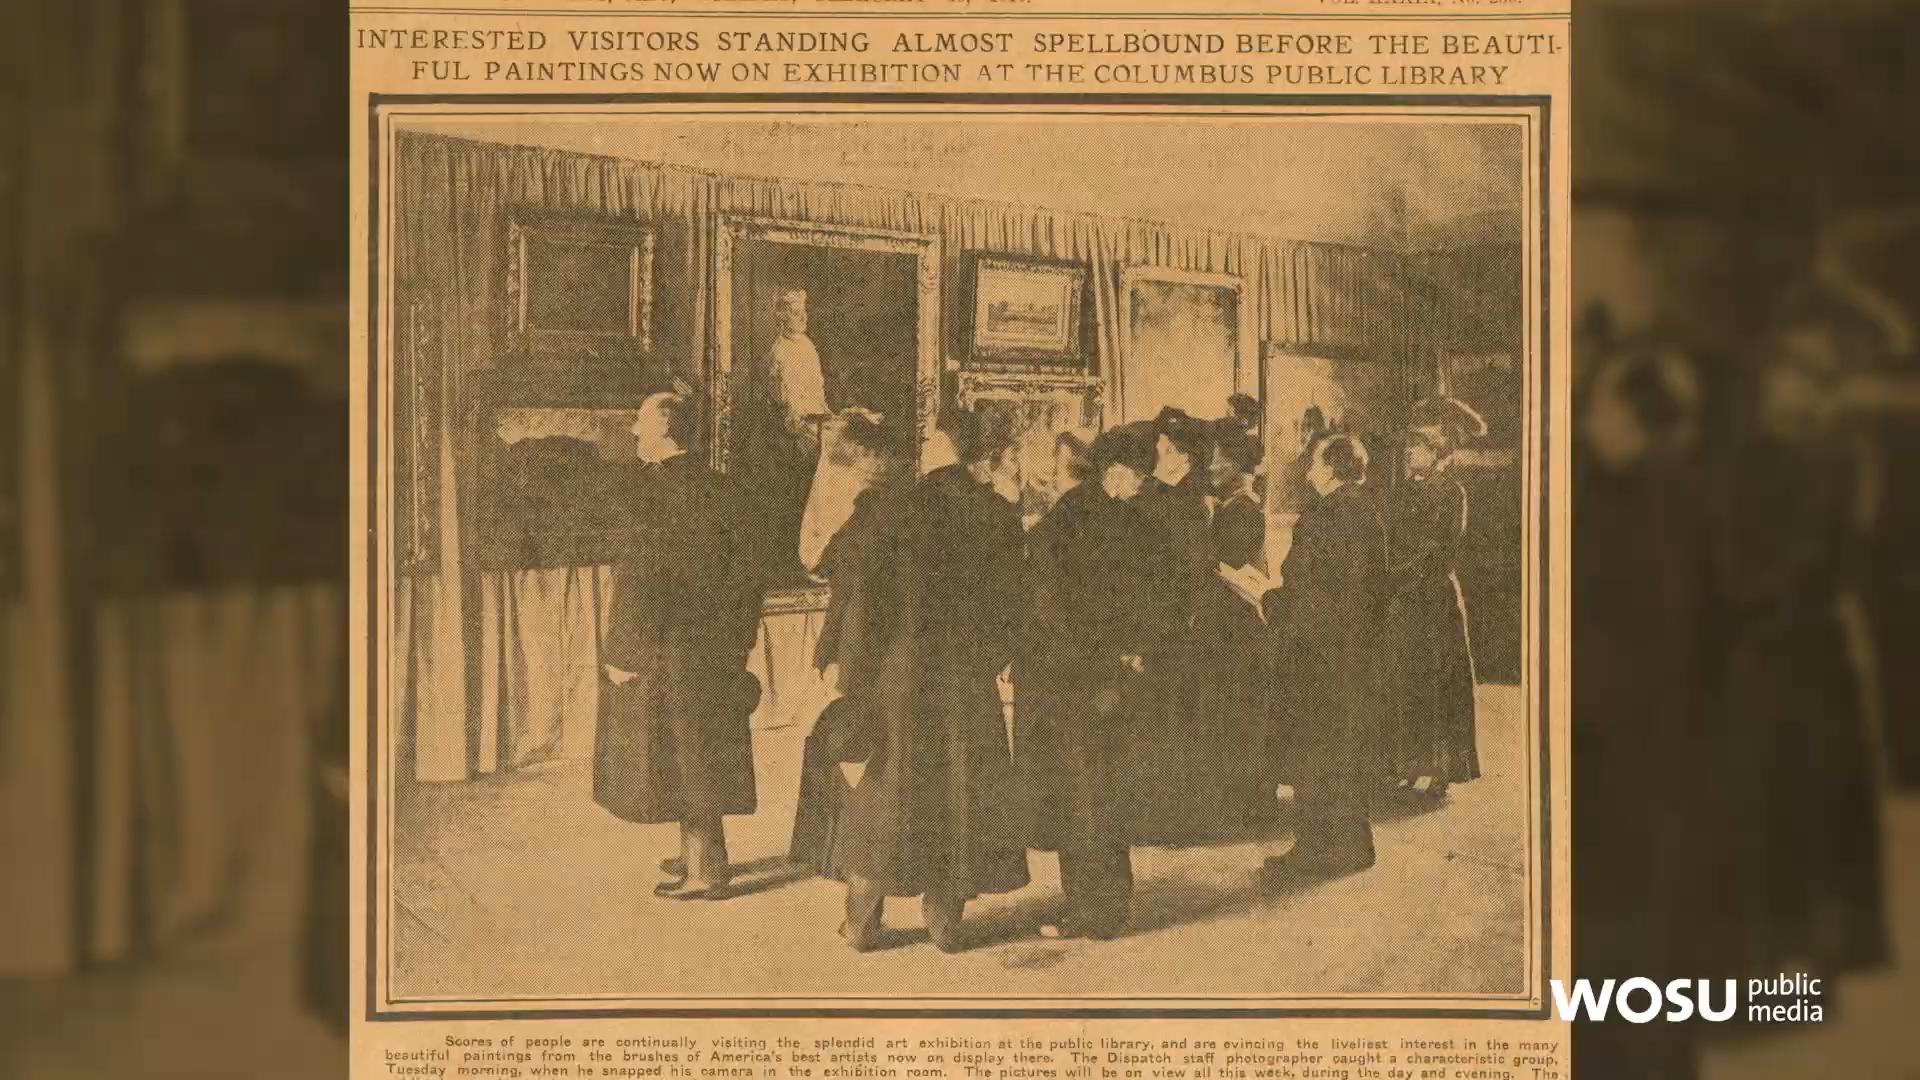 INTERESTED VISITORS STANDING ALMOST SPELLBOUND BEFORE THE BEAUTI-
FUL PAINTINGS NOW ON EXHIBITION AT THE COLUMBUS PUBLIC LIBRARY
WOSU public media
Scores of people are continually visiting the splendid art exhibition at the public library, and are evincing the liveliest interest in the many
beautiful paintings from the brushes of America's best artists now on display there. The Dispatch staff photographer caught a characteristic group,
Tuesday morning, when he snapped his camera in the exhibition room. The pictures will be on view all this week, during the day and evening. The